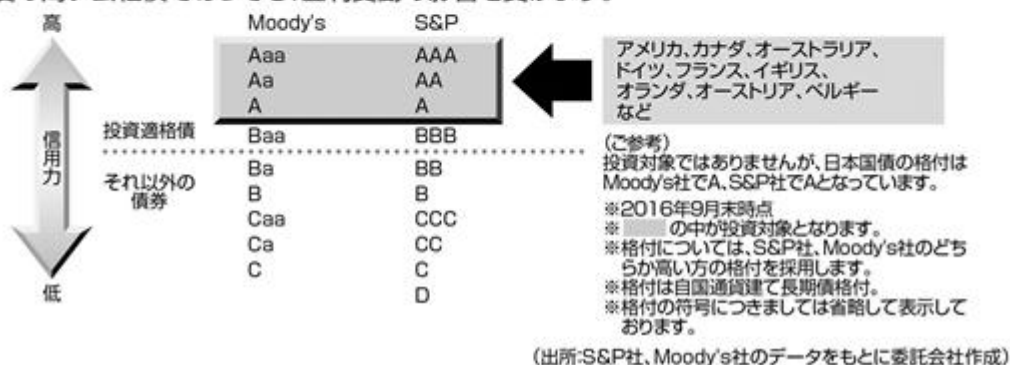 高
Moody's S&P
Aaa AAA
Aa AA
A A
投資適格債 Baa BBB
信用力
それ以外の
債券
Ba BB
B B
Caa CCC
Ca CC
C C
D
低
アメリカ、カナダ、オーストラリア、
ドイツ、フランス、イギリス、
オランダ、オーストリア、ベルギー
など
(ご参考)
投資対象ではありませんが、日本国債の格付は
Moody's社でA、S&P社でAとなっています。
※2016年9月末時点
※ の中が投資対象となります。
※格付については、S&P社、Moody's社のどち
らか高い方の格付を採用します。
※格付は自国通貨建て長期債格付。
※格付の符号につきましては省略して表示して
おります。
(出所:S&P社、Moody's社のデータをもとに委託会社作成)